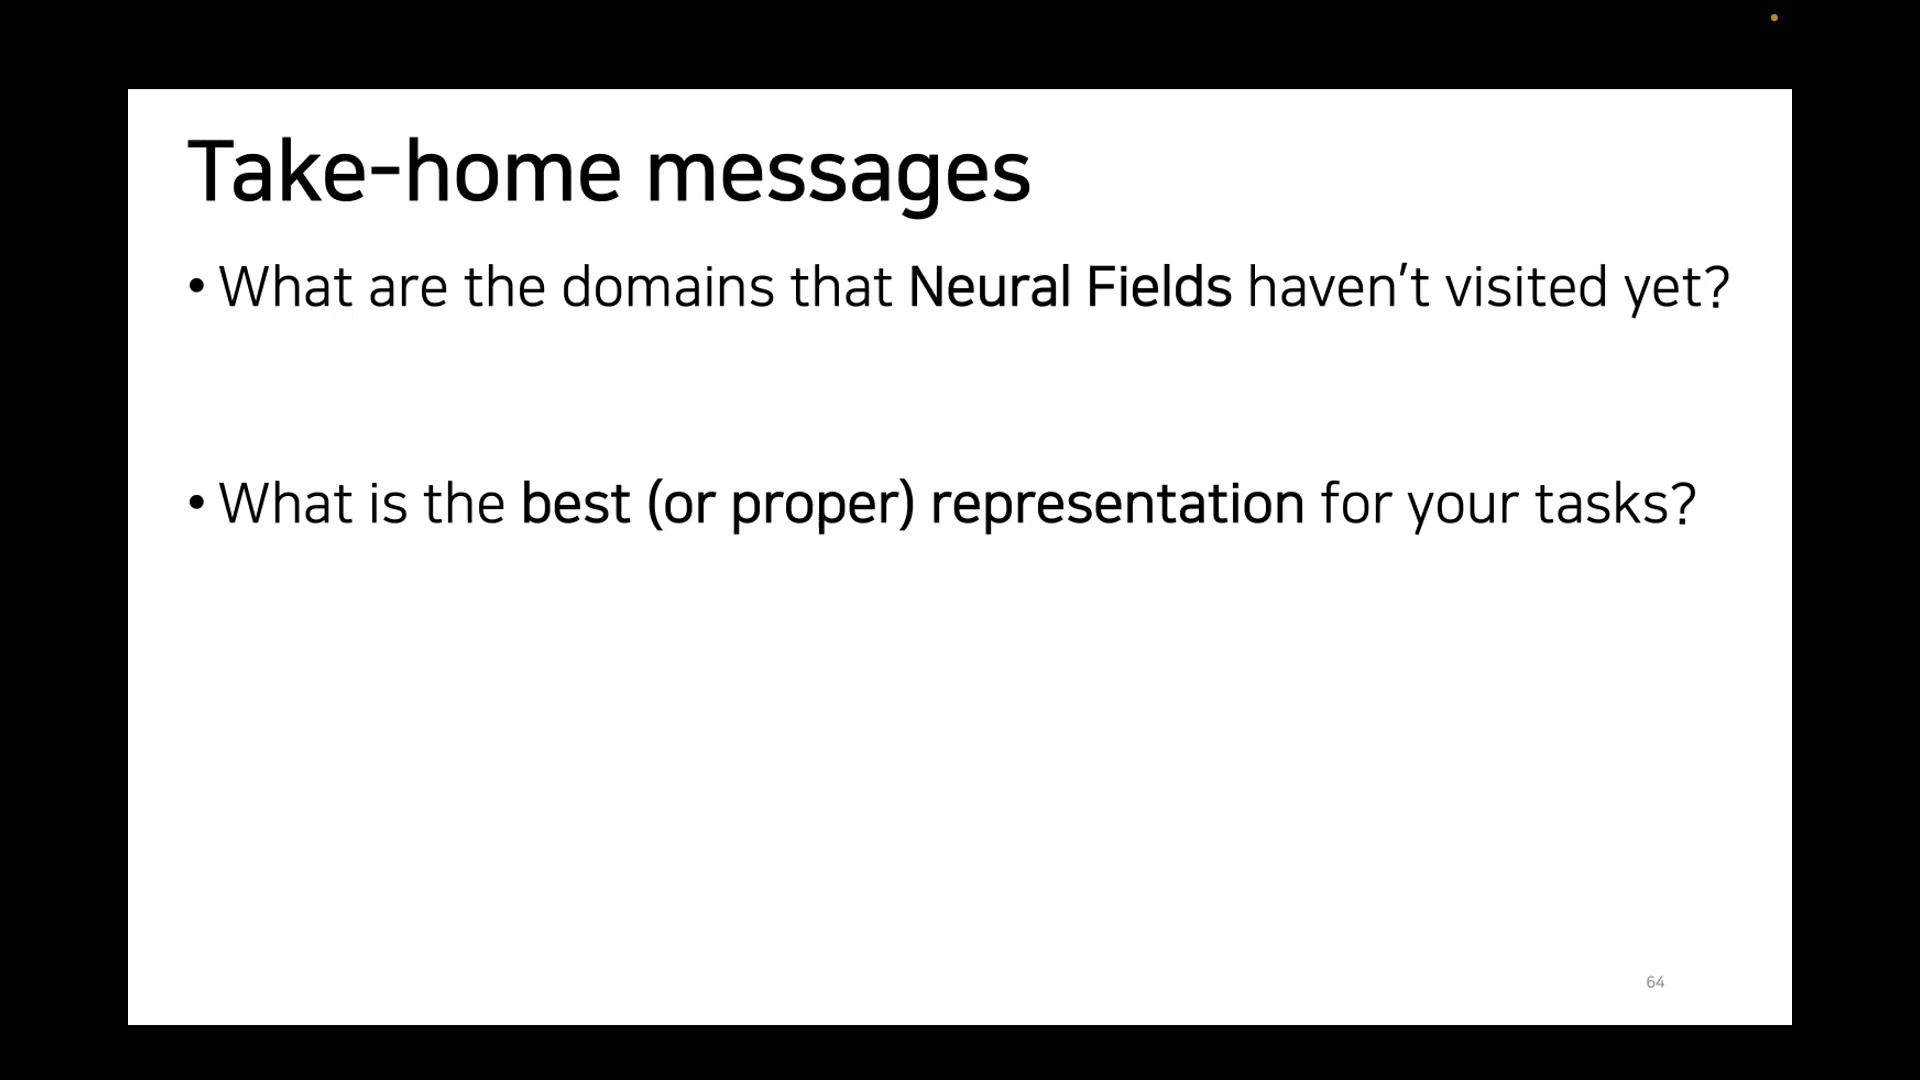 Take-home messages
• What are the domains that Neural Fields haven’t visited yet?
• What is the best (or proper) representation for your tasks?
64